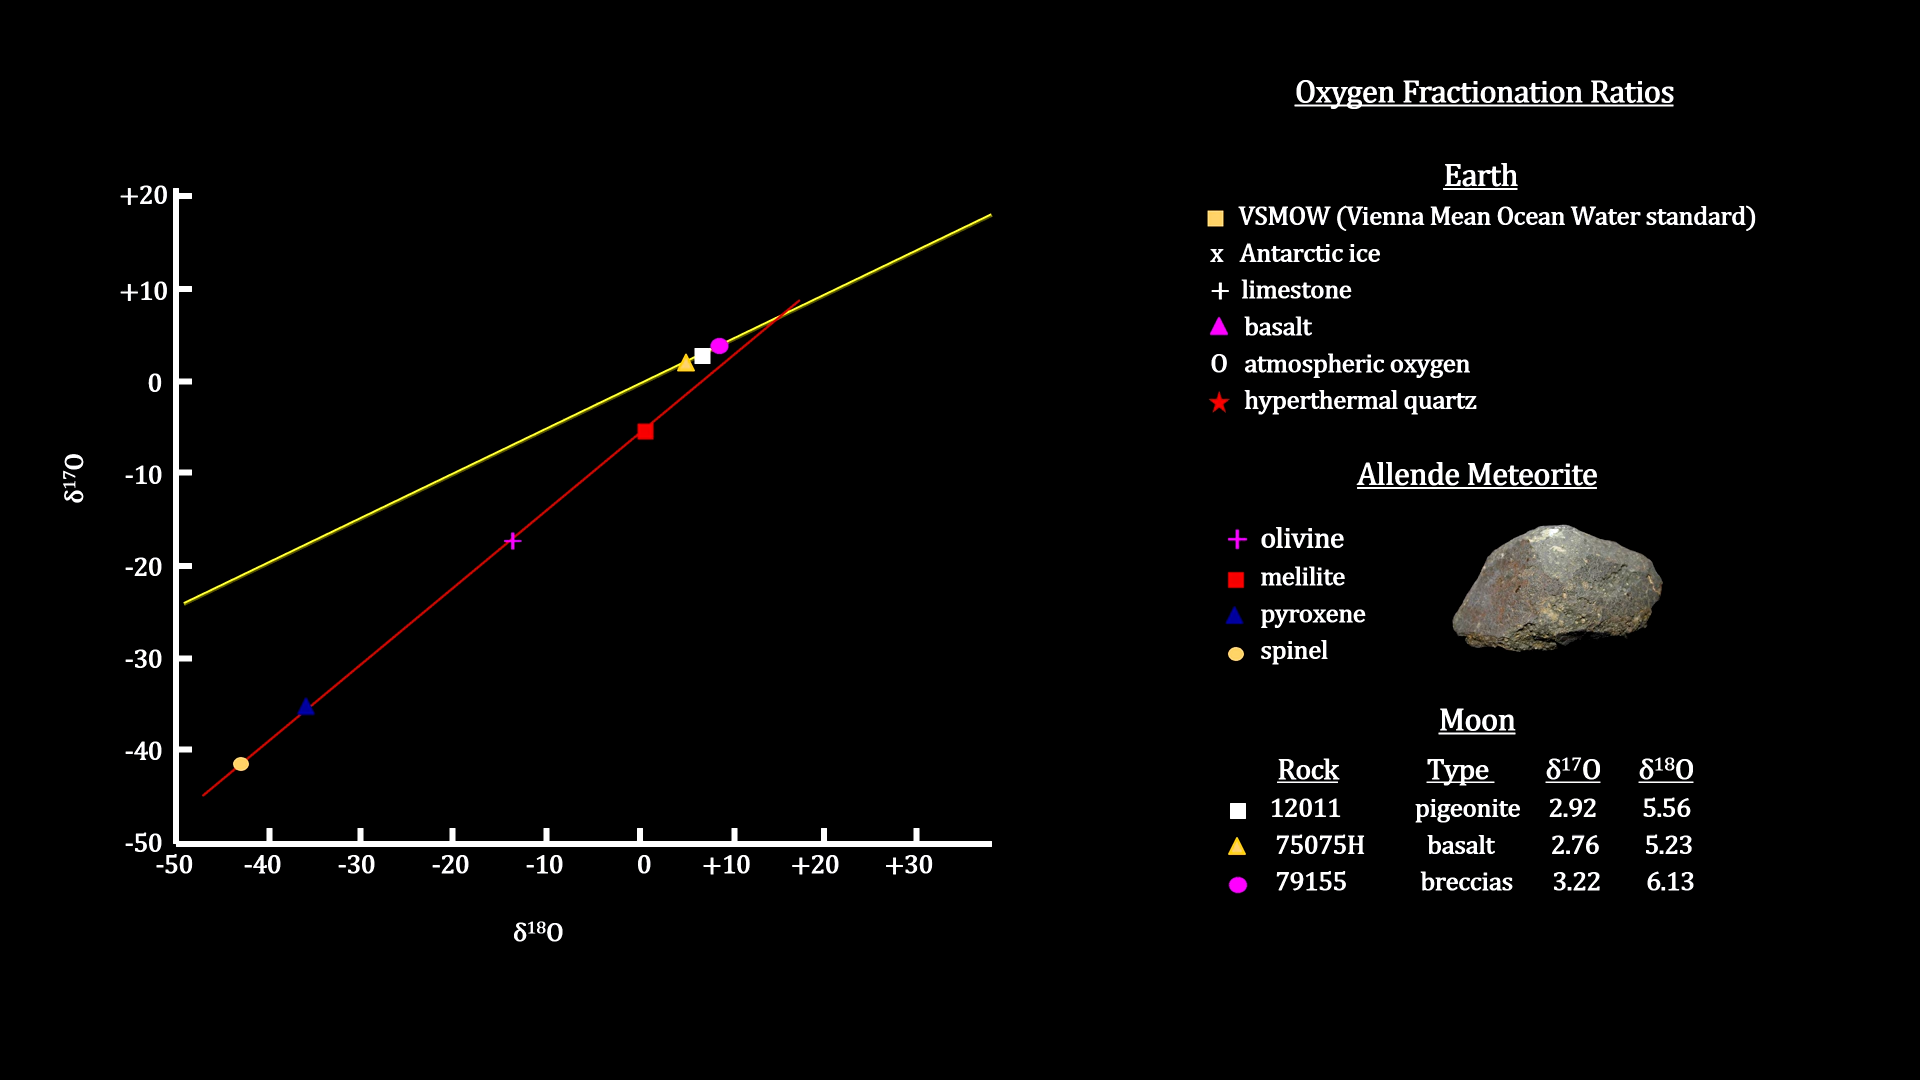 Oxygen Fractionation Ratios
Earth
VSMOW (Vienna Mean Ocean Water standard)
x Antarctic ice
+ limestone
basalt
O atmospheric oxygen
hyperthermal quartz
Allende Meteorite
+ olivine
melilite
pyroxene
spinel
Moon
Rock Type δ¹⁷O δ¹⁸O
12011 pigeonite 2.92 5.56
75075H basalt 2.76 5.23
79155 breccias 3.22 6.13
+20
+10
0
-10
-20
-30
-40
-50
-50 -40 -30 -20 -10 0 +10 +20 +30
δ¹⁷O
δ¹⁸O